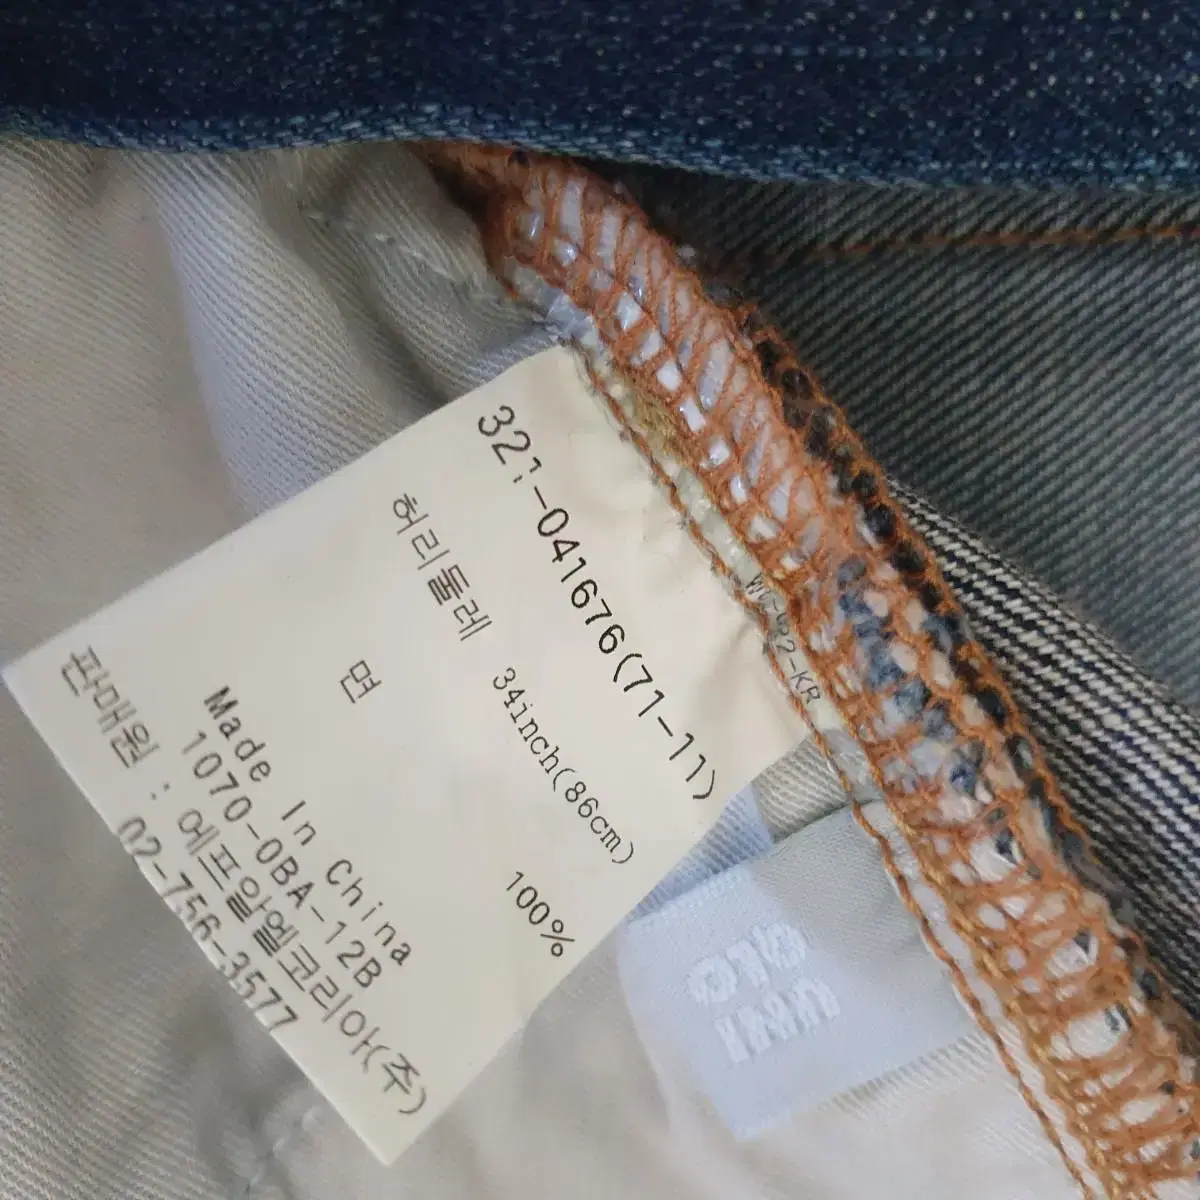 321-041676(71-11)
허리둘레 34inch(86cm)
면 100%
Made In China
1070-0BA-12B
판매원 : 에프알엘코리아(주)
02-756-3577